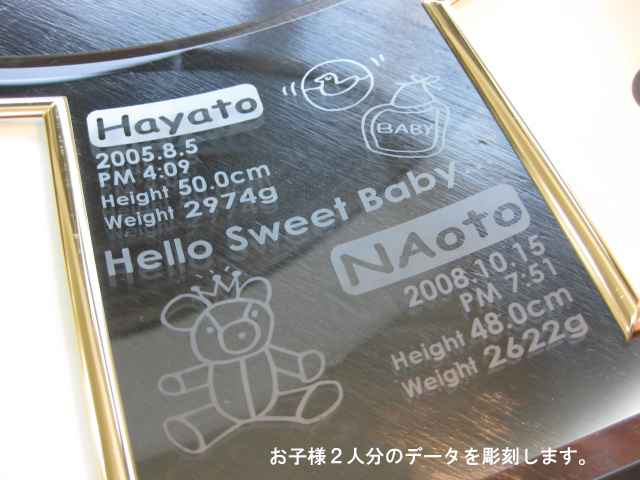 Hayato
2005.8.5
PM 4:09
Height 50.0cm
Weight 2974g
BABY
Hello Sweet Baby...
NAoto
2008.10.15
PM 7:51
Height 48.0cm
Weight 2622g
お子様２人分のデータを彫刻します。